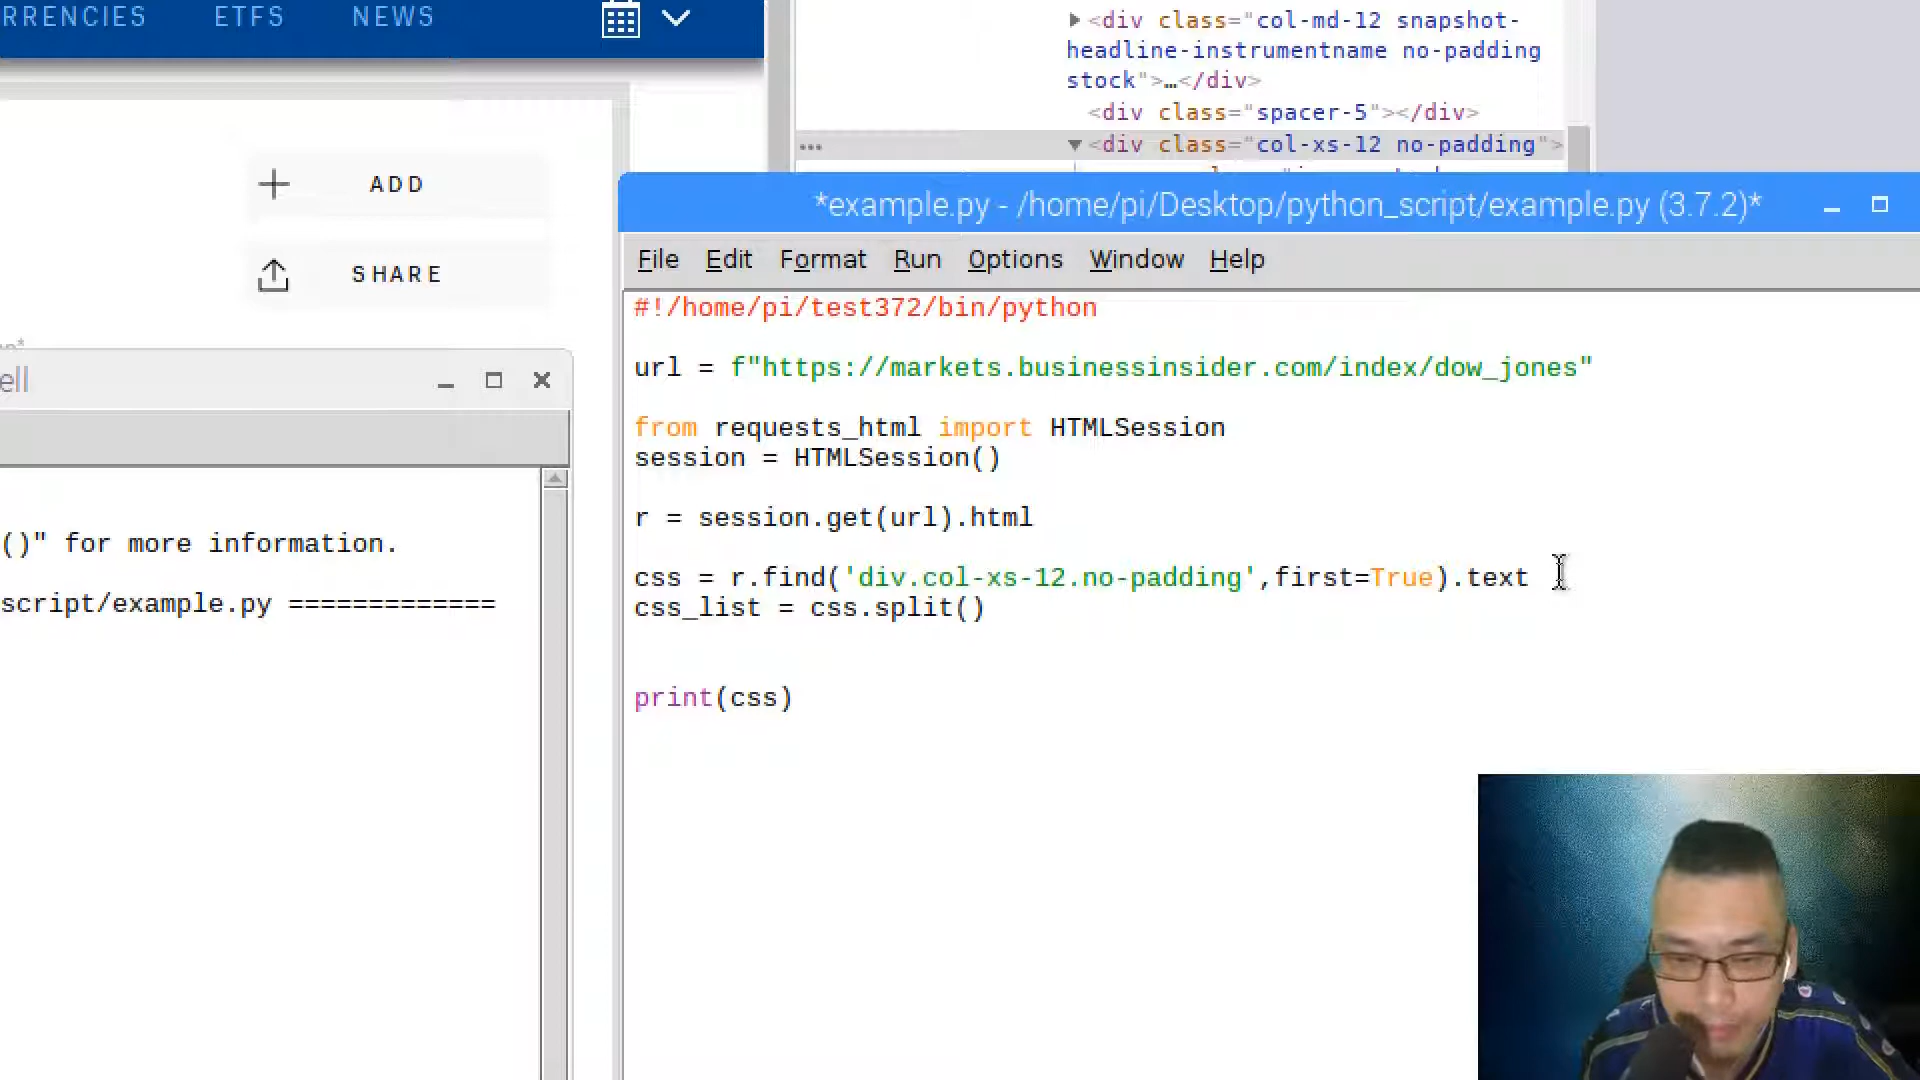 RRENCIES ETFS NEWS
<div class="col-md-12 snapshot-
headline-instrumentname no-padding
stock">…</div>
<div class="spacer-5"></div>
<div class="col-xs-12 no-padding">
ADD
SHARE
ell
()" for more information.
script/example.py =============
*example.py - /home/pi/Desktop/python_script/example.py (3.7.2)*
File Edit Format Run Options Window Help
#!/home/pi/test372/bin/python
url = f"https://markets.businessinsider.com/index/dow_jones"
from requests_html import HTMLSession
session = HTMLSession()
r = session.get(url).html
css = r.find('div.col-xs-12.no-padding',first=True).text
css_list = css.split()
print(css)